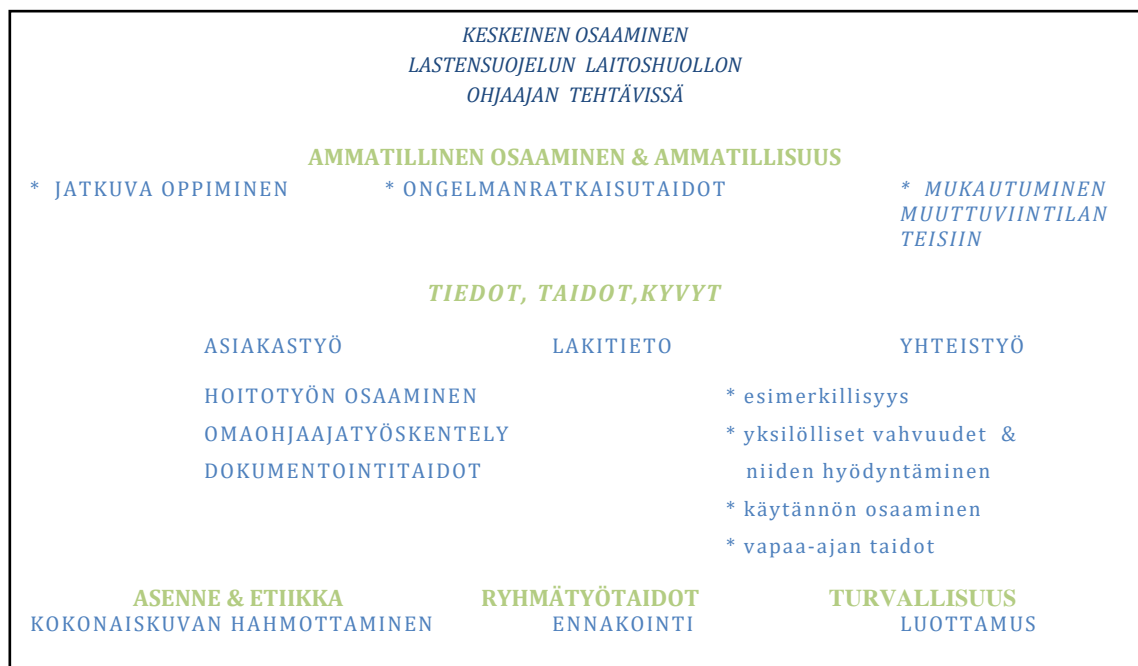 KESKEINEN OSAAMINEN
LASTENSUOJELUN LAITOSHUOLLON
OHJAAJAN TEHTÄVISSÄ
AMMATILLINEN OSAAMINEN & AMMATILLISUUS
* JATKUVA OPPIMINEN * ONGELMANRATKAISUTAIDOT * MUKAUTUMINEN
MUUTTUVIINTILAN
TEISIIN
TIEDOT, TAIDOT,KYVYT
ASIAKASTYÖ LAKITIETO YHTEISTYÖ
HOITOTYÖN OSAAMINEN * esimerkillisyys
OMAOHJAAJATYÖSKENTELY * yksilölliset vahvuudet &
DOKUMENTOINTITAIDOT niiden hyödyntäminen
* käytännön osaaminen
* vapaa-ajan taidot
ASENNE & ETIIKKA RYHMÄTYÖTAIDOT TURVALLISUUS
KOKONAISKUVAN HAHMOTTAMINEN ENNAKOINTI LUOTTAMUS